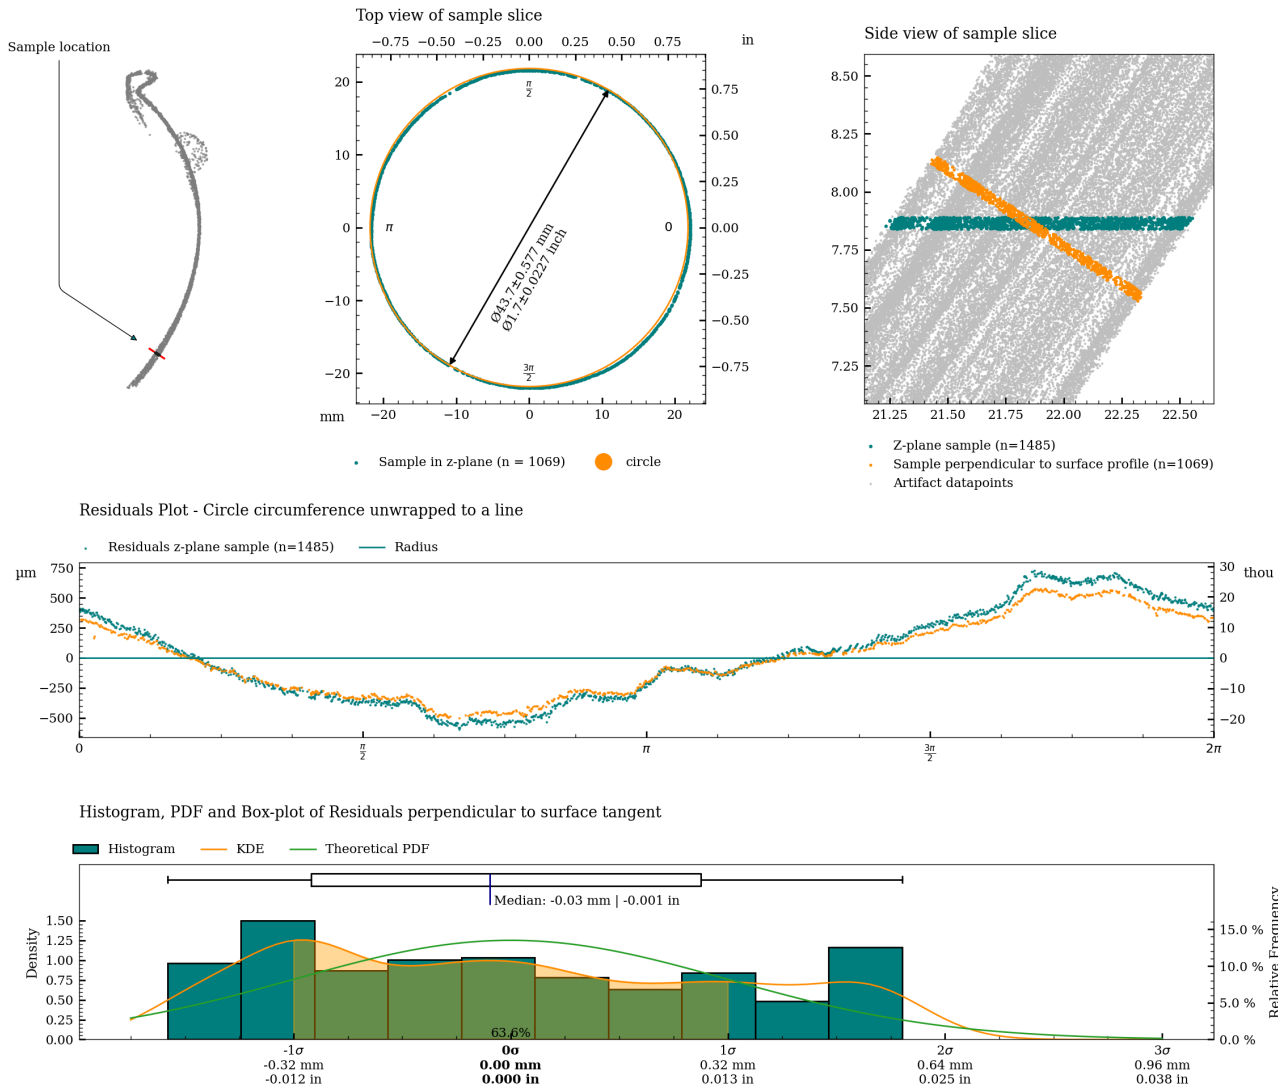 Top view of sample slice
Side view of sample slice
Sample location
−0.75 −0.50 −0.25 0.00 0.25 0.50 0.75 in
20
10
0
−10
−20
mm
π/2
π
0
3π/2
Ø43.7±0.577 mm
Ø1.7±0.0227 inch
0.75
0.50
0.25
0.00
−0.25
−0.50
−0.75
−20 −10 0 10 20
Sample in z-plane (n = 1069) circle
8.50
8.25
8.00
7.75
7.50
7.25
21.25 21.50 21.75 22.00 22.25 22.50
Z-plane sample (n=1485)
Sample perpendicular to surface profile (n=1069)
Artifact datapoints
Residuals Plot - Circle circumference unwrapped to a line
Residuals z-plane sample (n=1485) Radius
µm
750
500
250
0
−250
−500
thou
30
20
10
0
−10
−20
0 π/2 π 3π/2 2π
Histogram, PDF and Box-plot of Residuals perpendicular to surface tangent
Histogram KDE Theoretical PDF
Median: -0.03 mm | -0.001 in
Density
1.50
1.25
1.00
0.75
0.50
0.25
0.00
63.6%
15.0 %
10.0 %
5.0 %
0.0 %
Relative Frequency
-1σ 0σ 1σ 2σ 3σ
-0.32 mm 0.00 mm 0.32 mm 0.64 mm 0.96 mm
-0.012 in 0.000 in 0.013 in 0.025 in 0.038 in